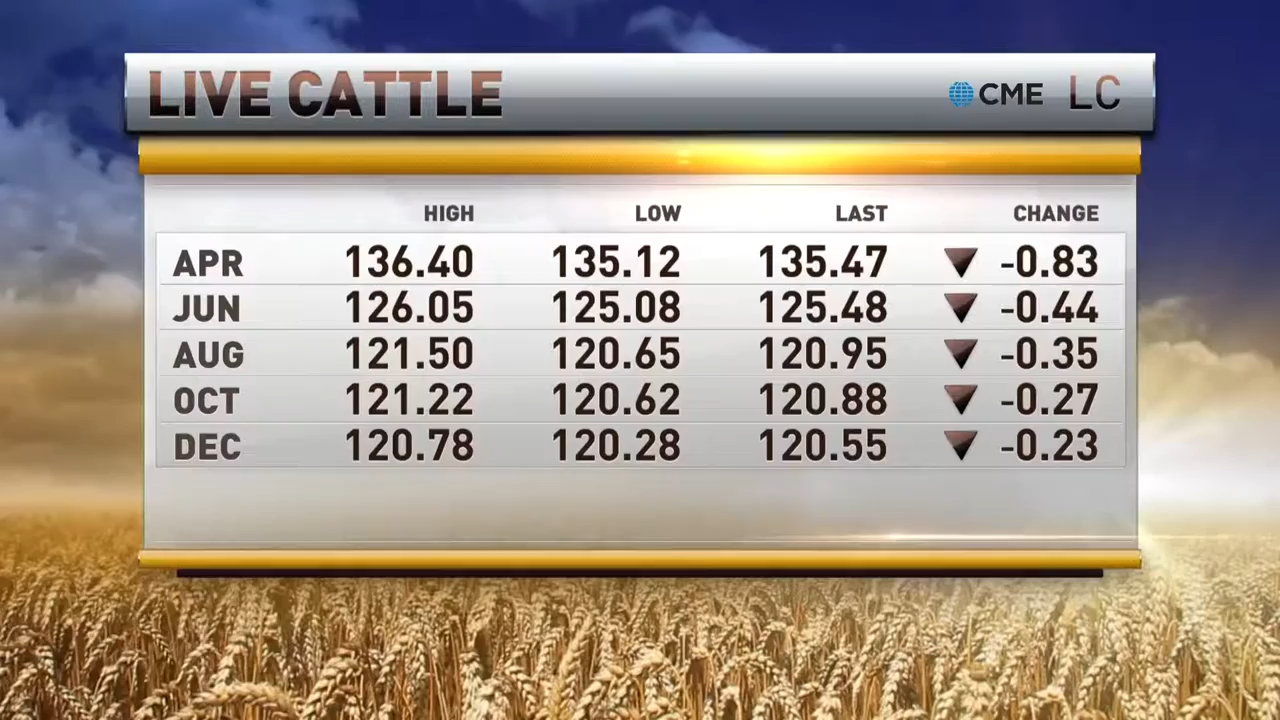 LIVE CATTLE CME LC
HIGH LOW LAST CHANGE
APR 136.40 135.12 135.47 -0.83
JUN 126.05 125.08 125.48 -0.44
AUG 121.50 120.65 120.95 -0.35
OCT 121.22 120.62 120.88 -0.27
DEC 120.78 120.28 120.55 -0.23